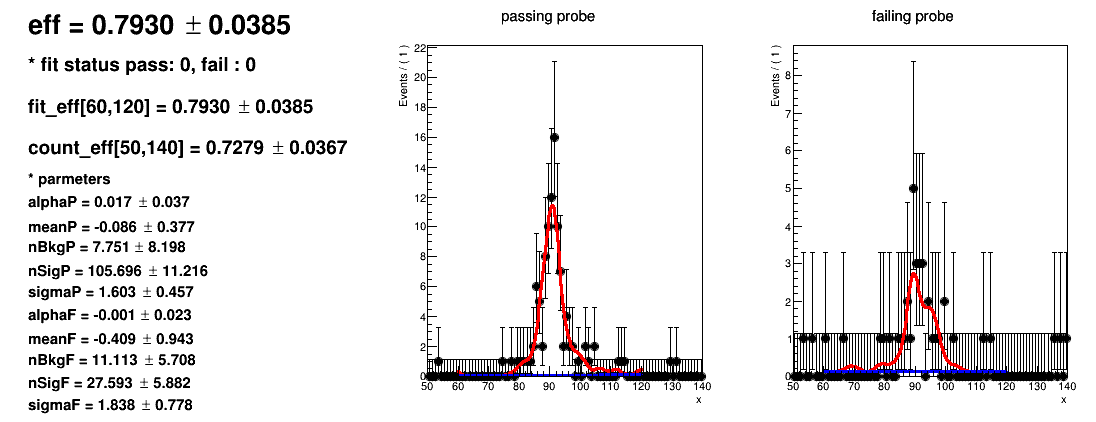 eff = 0.7930 ± 0.0385
* fit status pass: 0, fail : 0
fit_eff[60,120] = 0.7930 ± 0.0385
count_eff[50,140] = 0.7279 ± 0.0367
* parmeters
alphaP = 0.017 ± 0.037
meanP = -0.086 ± 0.377
nBkgP = 7.751 ± 8.198
nSigP = 105.696 ± 11.216
sigmaP = 1.603 ± 0.457
alphaF = -0.001 ± 0.023
meanF = -0.409 ± 0.943
nBkgF = 11.113 ± 5.708
nSigF = 27.593 ± 5.882
sigmaF = 1.838 ± 0.778
passing probe
Events / ( 1 )
22
20
18
16
14
12
10
8
6
4
2
0
50 60 70 80 90 100 110 120 130 140
x
failing probe
Events / ( 1 )
8
7
6
5
4
3
2
1
0
50 60 70 80 90 100 110 120 130 140
x